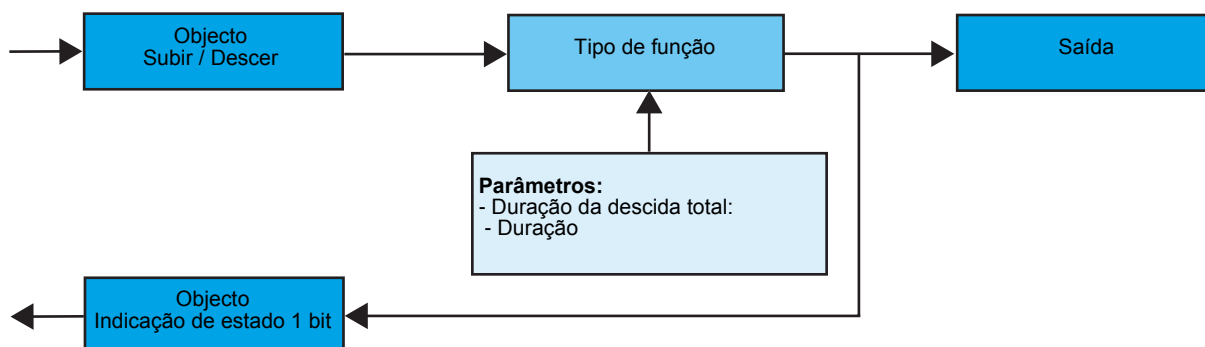 Objecto
Subir / Descer
Tipo de função
Saída
Parâmetros:
- Duração da descida total:
- Duração
Objecto
Indicação de estado 1 bit